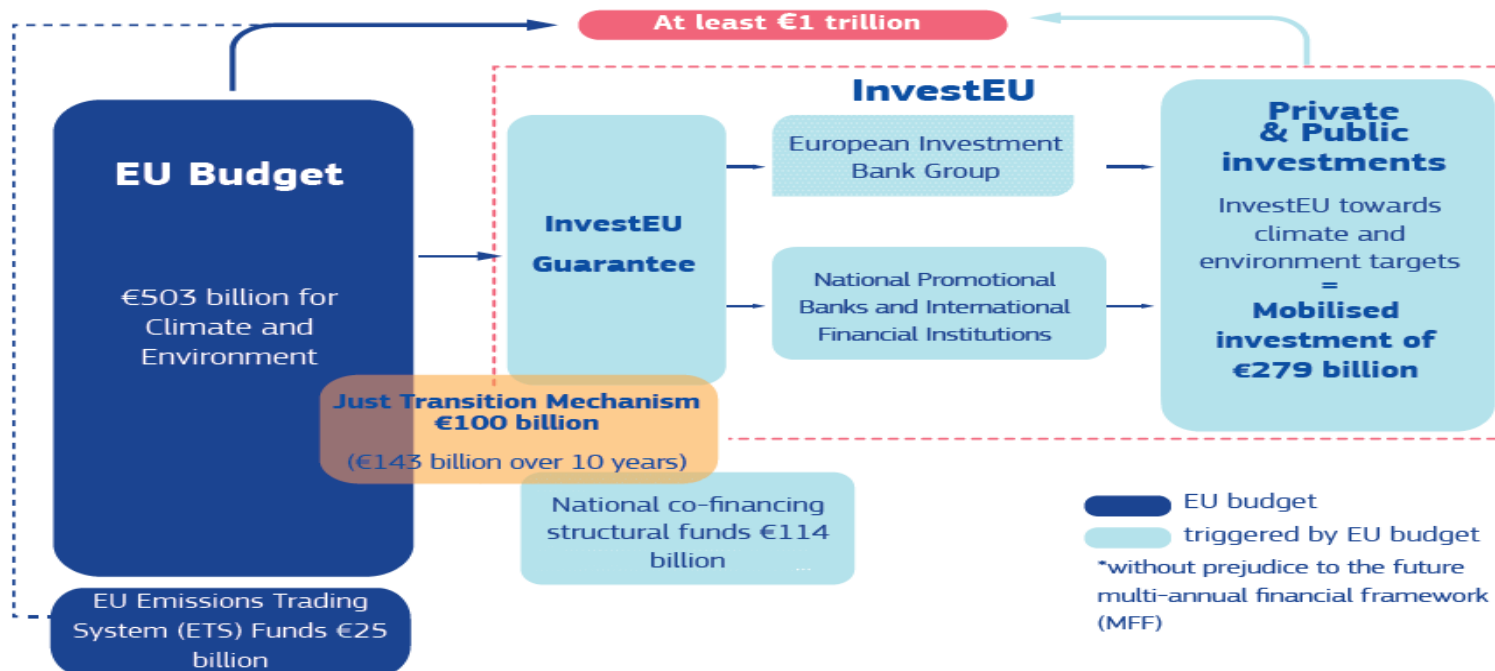 At least €1 trillion
EU Budget
€503 billion for
Climate and
Environment
InvestEU
InvestEU
Guarantee
European Investment
Bank Group
National Promotional
Banks and International
Financial Institutions
Private
& Public
investments
InvestEU towards
climate and
environment targets
=
Mobilised
investment of
€279 billion
Just Transition Mechanism
€100 billion
(€143 billion over 10 years)
National co-financing
structural funds €114
billion
...
EU Emissions Trading
System (ETS) Funds €25
billion
EU budget
triggered by EU budget
*without prejudice to the future
multi-annual financial framework
(MFF)